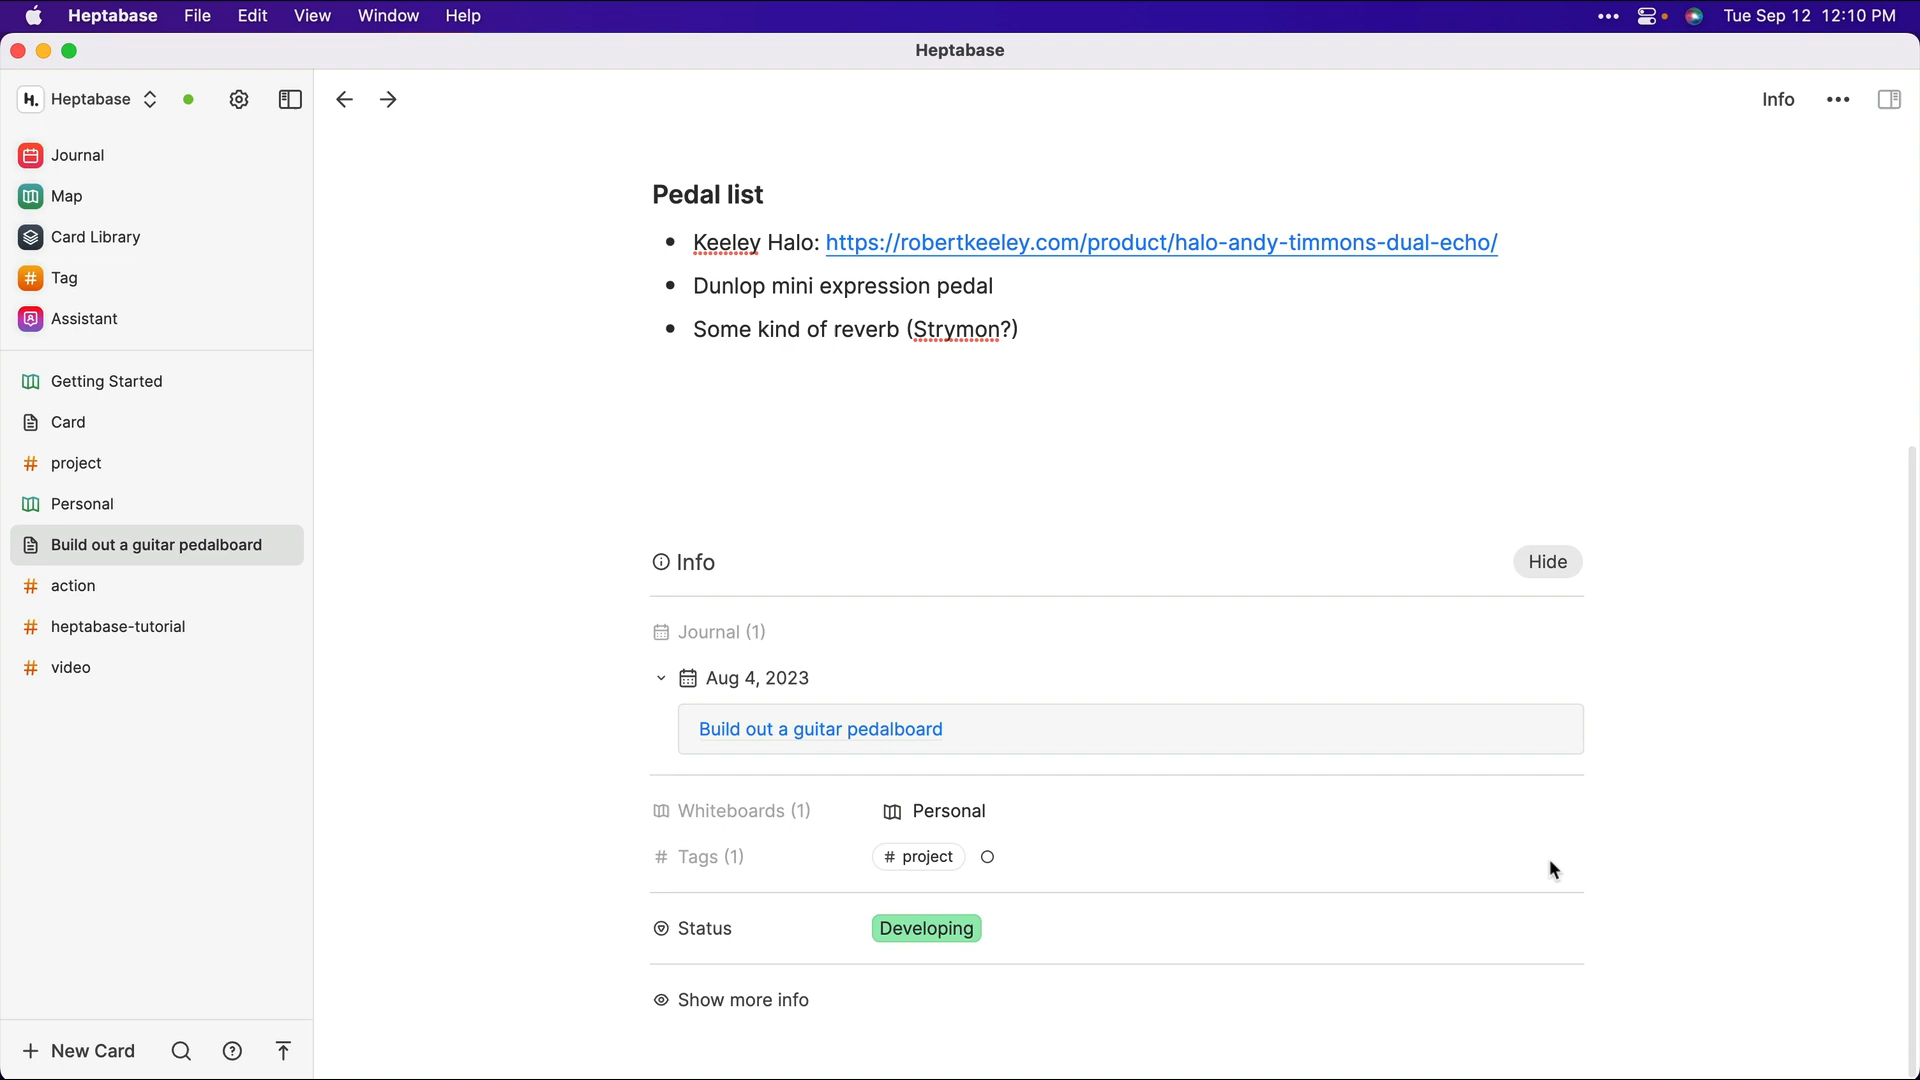 Heptabase File Edit View Window Help
Tue Sep 12 12:10 PM
Heptabase
H. Heptabase
Info
Journal
Map
Card Library
# Tag
Assistant
Getting Started
Card
# project
Personal
Build out a guitar pedalboard
# action
# heptabase-tutorial
# video
+ New Card
Pedal list
• Keeley Halo: https://robertkeeley.com/product/halo-andy-timmons-dual-echo/
• Dunlop mini expression pedal
• Some kind of reverb (Strymon?)
Info
Hide
Journal (1)
Aug 4, 2023
Build out a guitar pedalboard
Whiteboards (1) Personal
# Tags (1) # project
Status Developing
Show more info